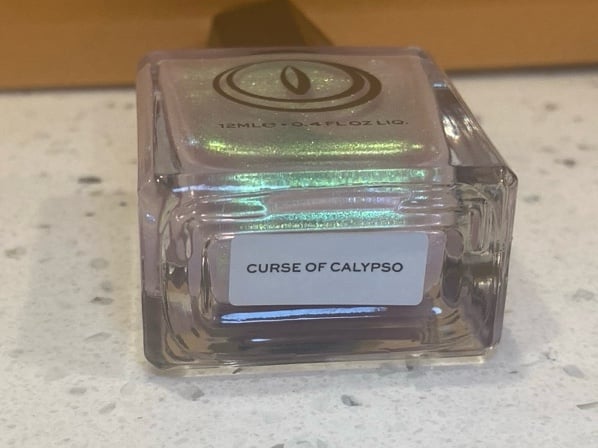 12ML℮ • 0.4 FL OZ LIQ.
CURSE OF CALYPSO